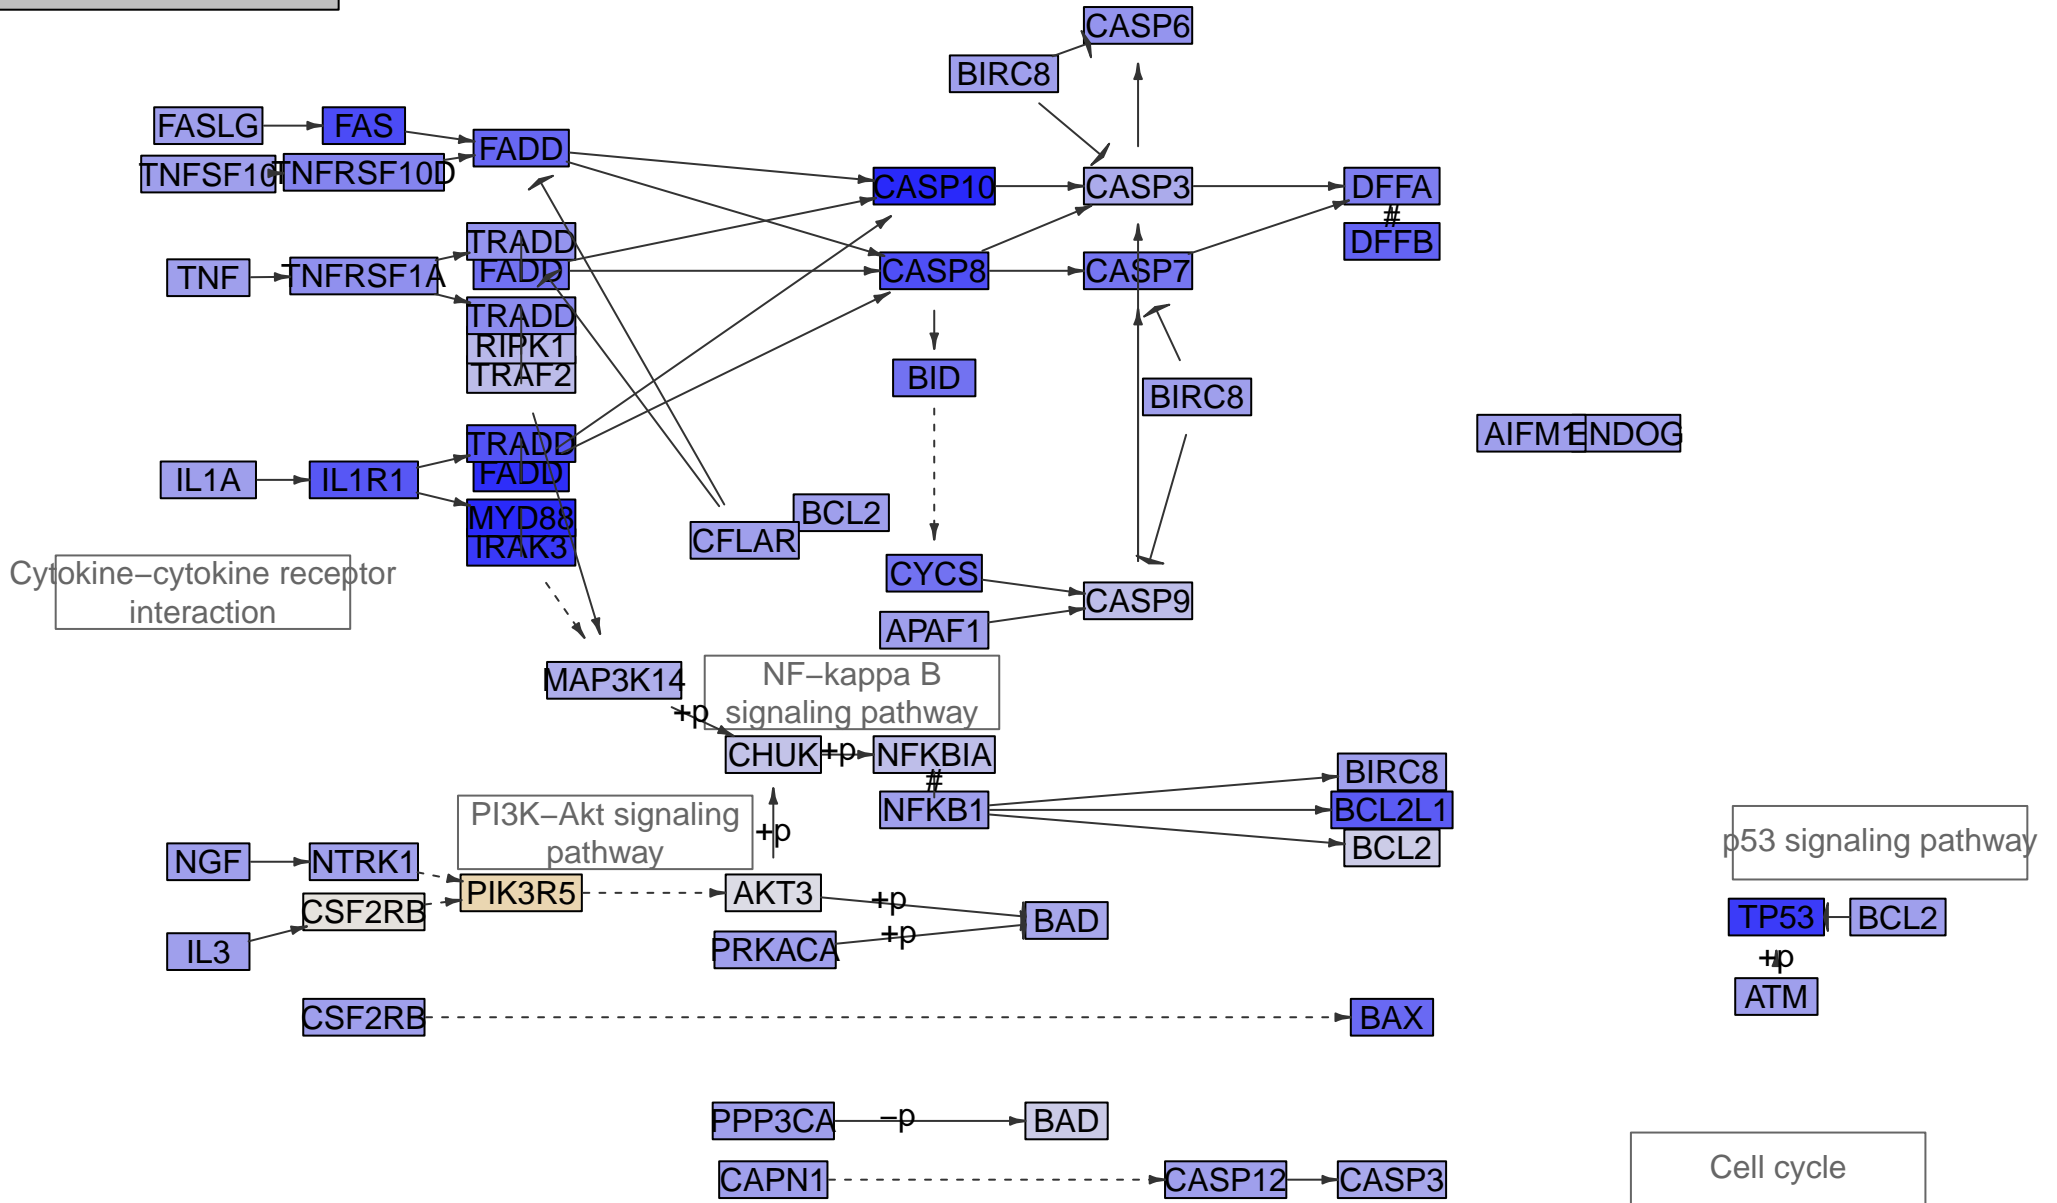 CASP6
BIRC8
FASLG
FAS
FADD
TNFSF10
TNFRSF10D
CASP10
CASP3
DFFA
#
DFFB
TRADD
FADD
TNF
TNFRSF1A
CASP8
CASP7
TRADD
RIPK1
TRAF2
BID
BIRC8
TRADD
FADD
AIFM1
ENDOG
IL1A
IL1R1
MYD88
IRAK3
BCL2
CFLAR
Cytokine–cytokine receptor
interaction
CYCS
CASP9
APAF1
MAP3K14
NF–kappa B
signaling pathway
+p
CHUK
+p
NFKBIA
#
NFKB1
BIRC8
BCL2L1
BCL2
PI3K–Akt signaling
pathway
+p
p53 signaling pathway
NGF
NTRK1
PIK3R5
AKT3
+p
CSF2RB
BAD
TP53
BCL2
IL3
PRKACA
+p
+p
ATM
CSF2RB
BAX
PPP3CA
–p
BAD
Cell cycle
CAPN1
CASP12
CASP3